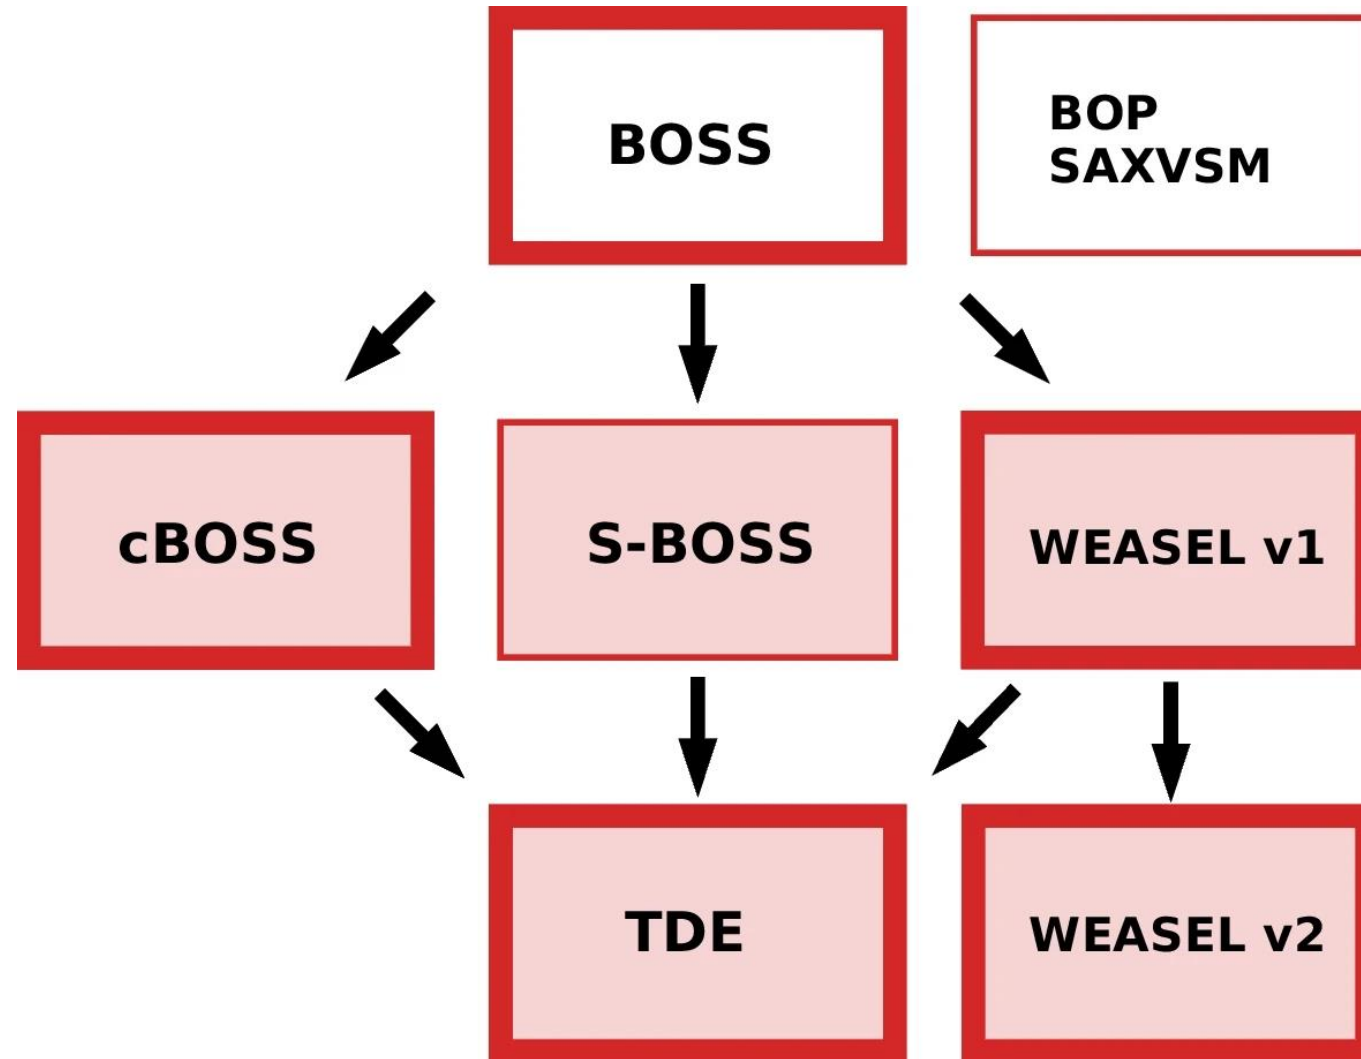 BOSS
BOP
SAXVSM
cBOSS
S-BOSS
WEASEL v1
TDE
WEASEL v2